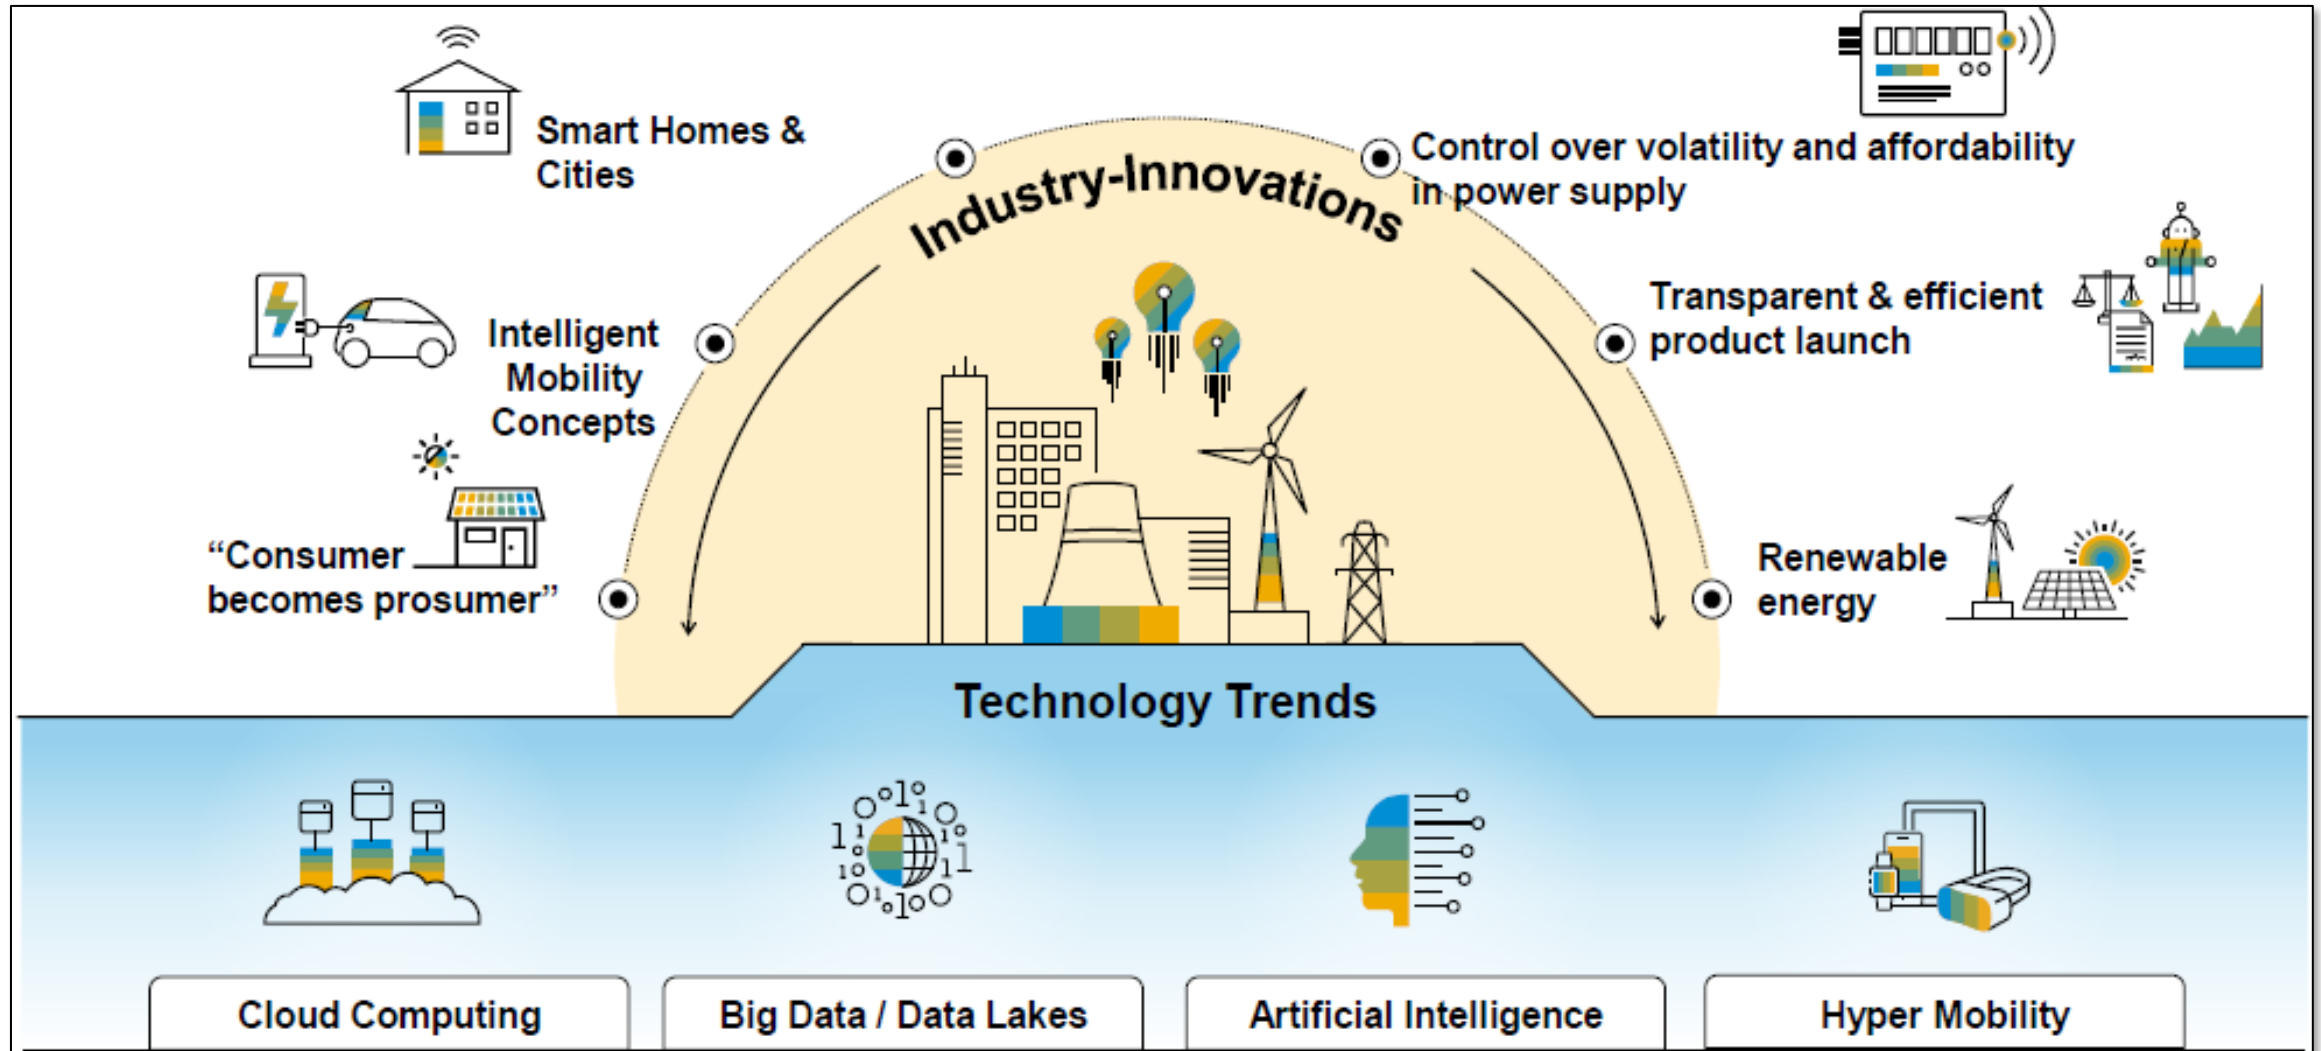 Smart Homes &
Cities
Industry-Innovations
Control over volatility and affordability
in power supply
Intelligent
Mobility
Concepts
Transparent & efficient
product launch
“Consumer
becomes prosumer”
Renewable
energy
Technology Trends
Cloud Computing
Big Data / Data Lakes
Artificial Intelligence
Hyper Mobility